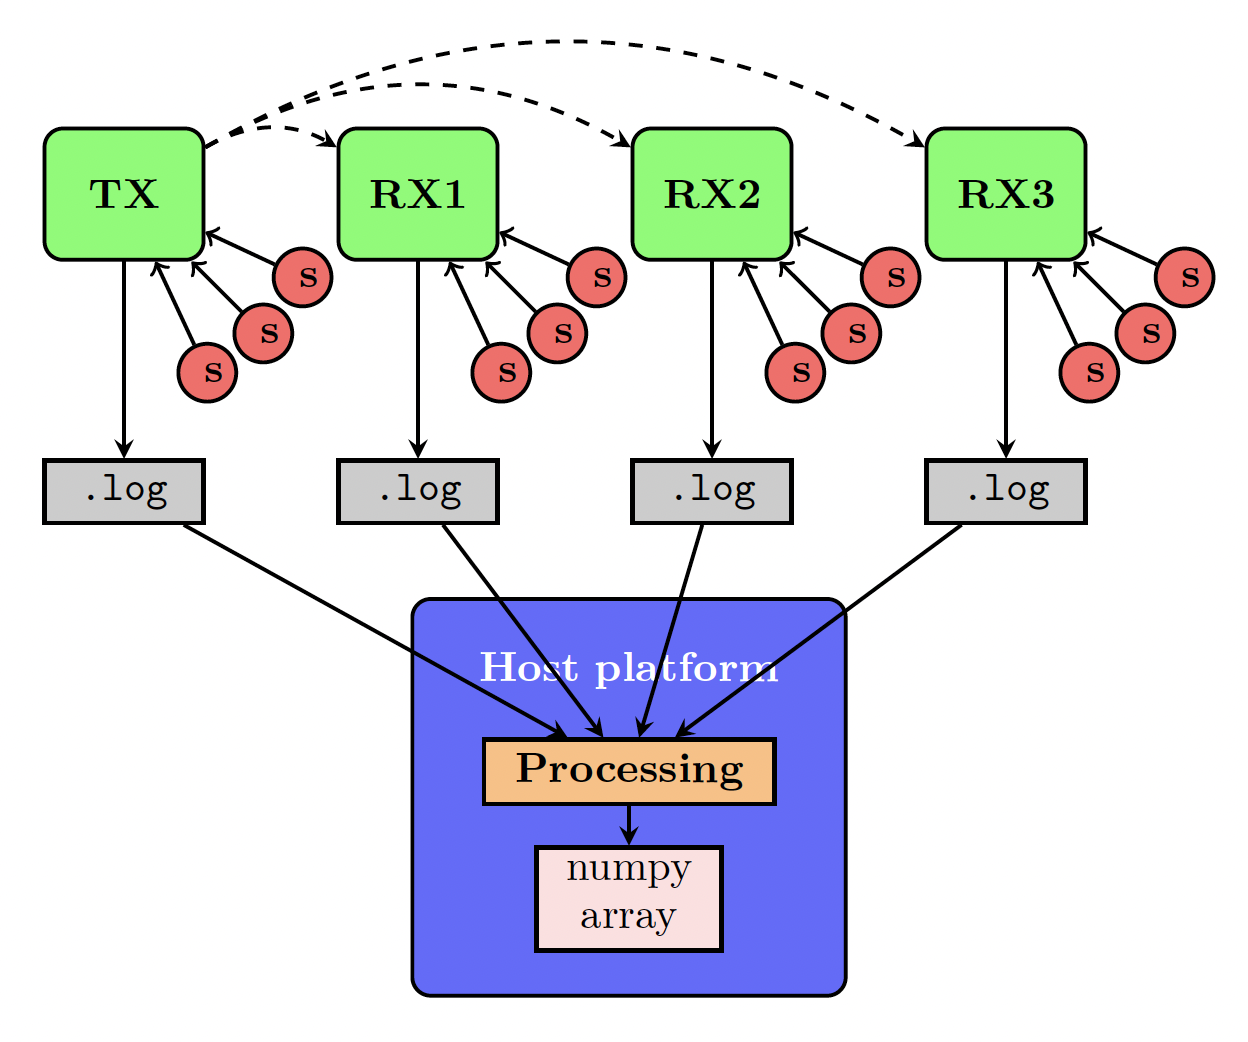 TX
RX1
RX2
RX3
s
s
s
s
s
s
s
s
s
s
s
s
.log
.log
.log
.log
Host platform
Processing
numpy
array